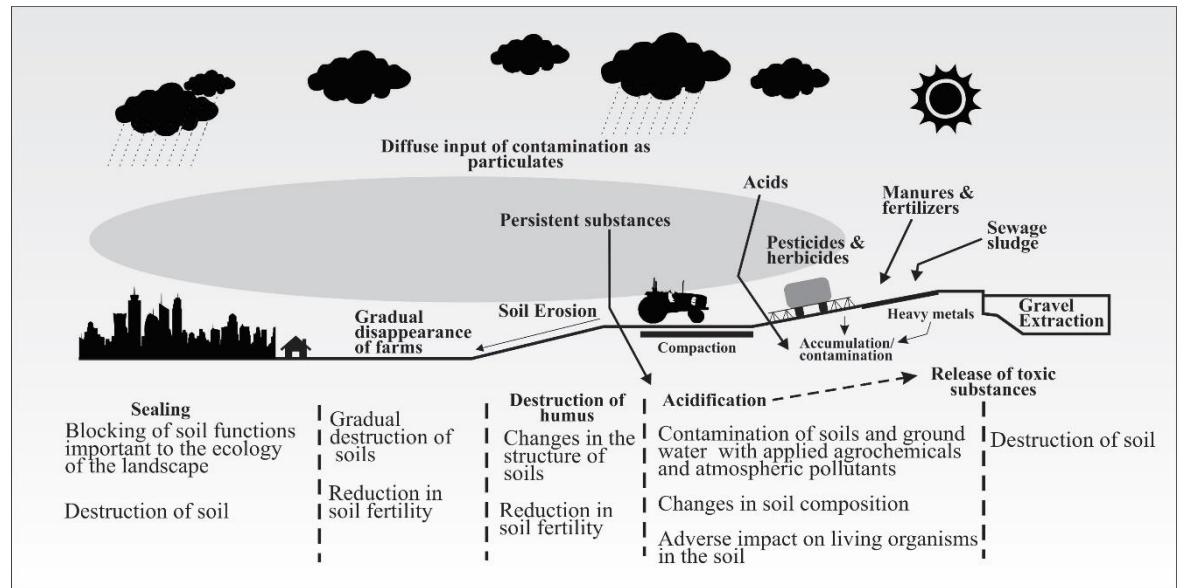 Diffuse input of contamination as
particulates
Acids
Manures &
fertilizers
Persistent substances
Pesticides &
herbicides
Sewage
sludge
Soil Erosion
Gradual
disappearance
of farms
Compaction
Heavy metals
Accumulation/
contamination
Gravel
Extraction
Sealing
Blocking of soil functions
important to the ecology
of the landscape
Destruction of soil
Gradual
destruction of
soils
Reduction in
soil fertility
Destruction of
humus
Changes in the
structure of
soils
Reduction in
soil fertility
Acidification
Release of toxic
substances
Contamination of soils and ground
water with applied agrochemicals
and atmospheric pollutants
Changes in soil composition
Adverse impact on living organisms
in the soil
Destruction of soil